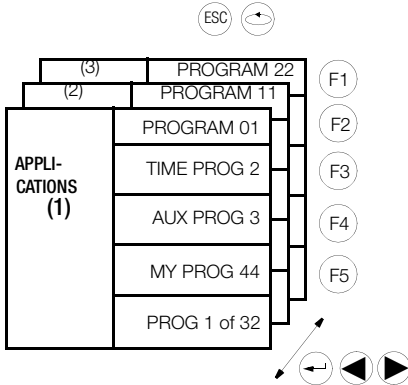 ESC
(3) PROGRAM 22
(2) PROGRAM 11
PROGRAM 01
APPLI-
CATIONS
(1)
TIME PROG 2
AUX PROG 3
MY PROG 44
PROG 1 of 32
F1
F2
F3
F4
F5